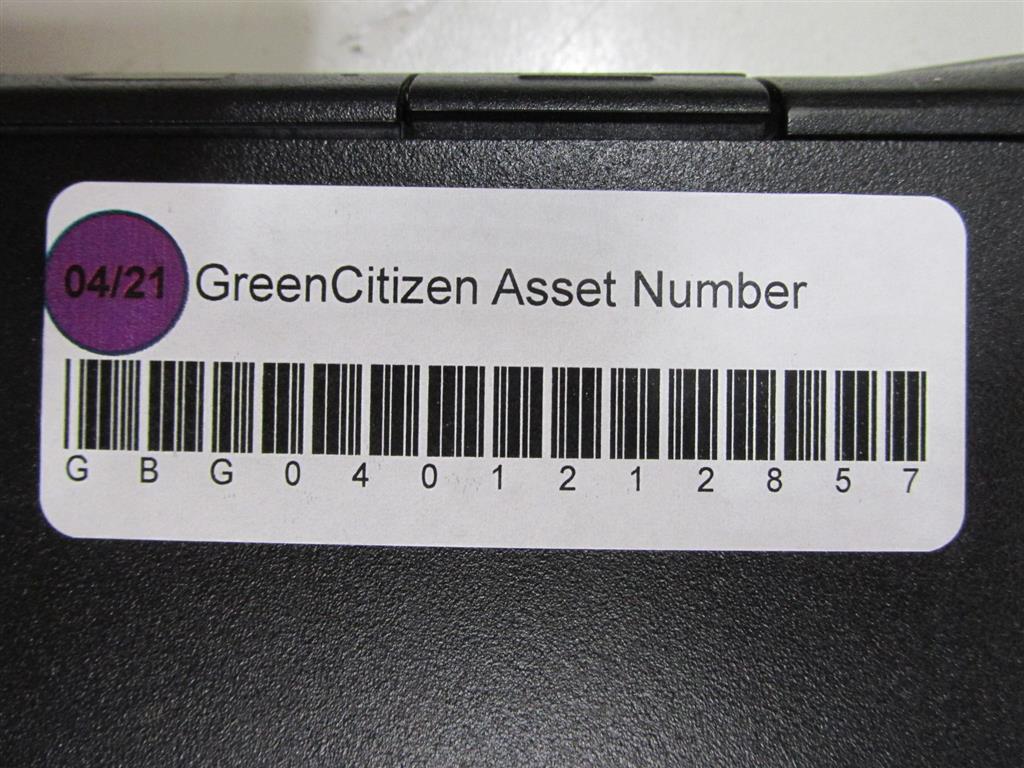 04/21 GreenCitizen Asset Number
G B G 0 4 0 1 2 1 2 8 5 7